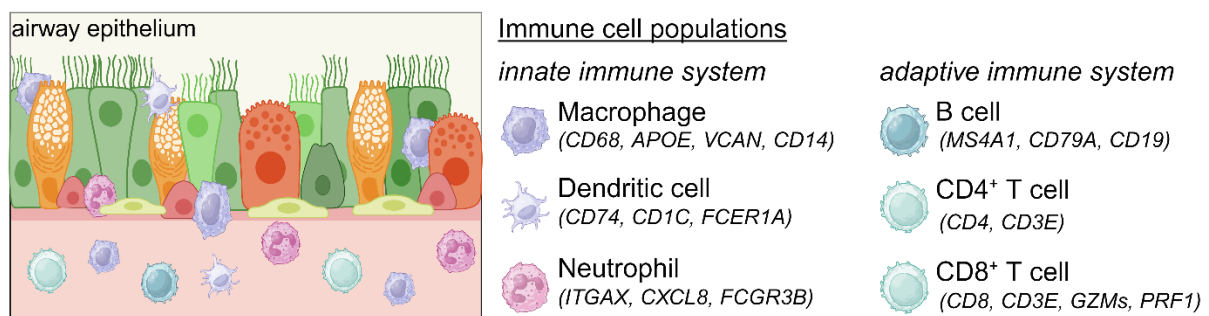 airway epithelium
Immune cell populations
innate immune system
Macrophage
(CD68, APOE, VCAN, CD14)
Dendritic cell
(CD74, CD1C, FCER1A)
Neutrophil
(ITGAX, CXCL8, FCGR3B)
adaptive immune system
B cell
(MS4A1, CD79A, CD19)
CD4⁺ T cell
(CD4, CD3E)
CD8⁺ T cell
(CD8, CD3E, GZMs, PRF1)